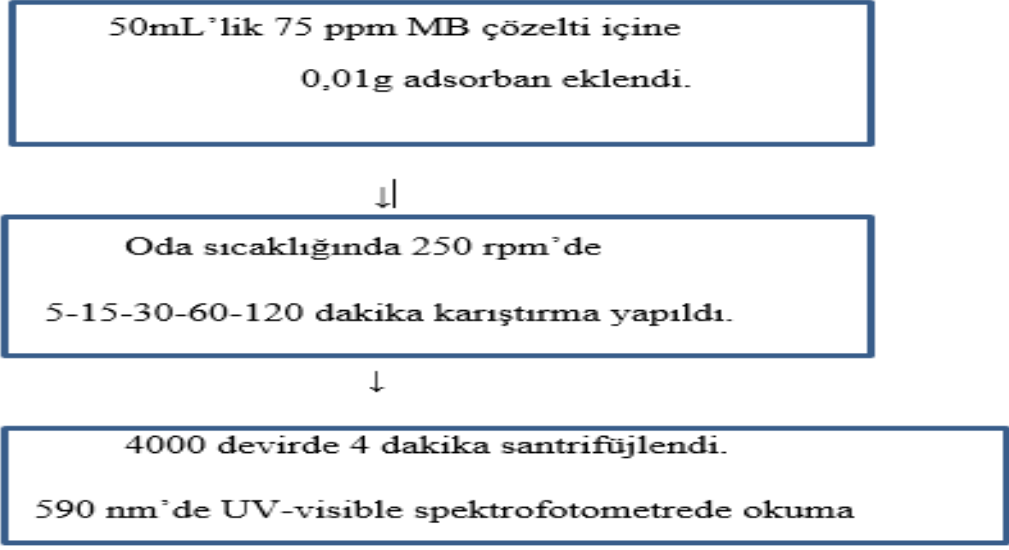 50mL’lik 75 ppm MB çözelti içine
0,01g adsorban eklendi.
↓
Oda sıcaklığında 250 rpm’de
5-15-30-60-120 dakika karıştırma yapıldı.
↓
4000 devirde 4 dakika santrifüjlendi.
590 nm’de UV-visible spektrofotometrede okuma